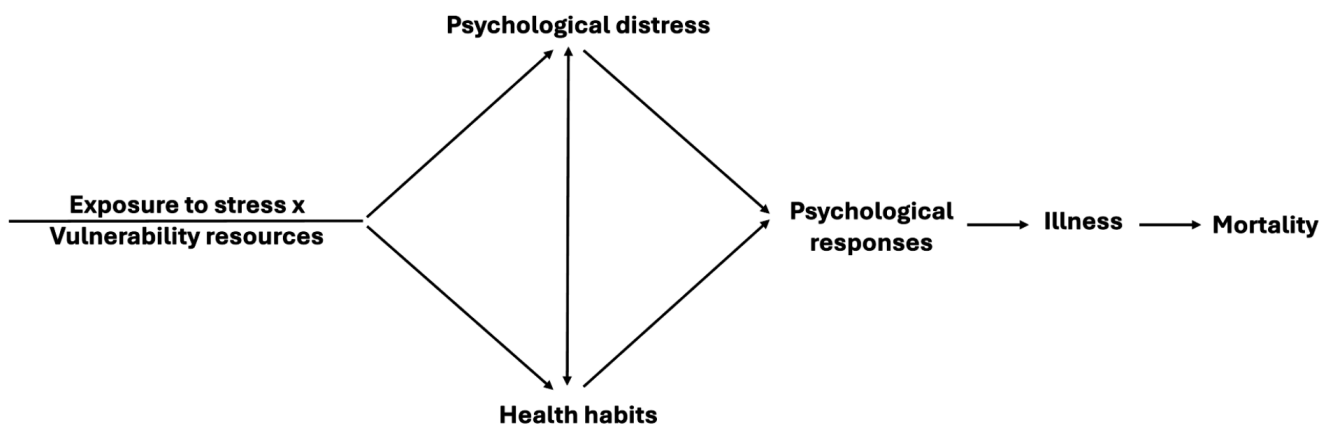 Psychological distress
Exposure to stress x
Vulnerability resources
Psychological
responses
Illness
Mortality
Health habits